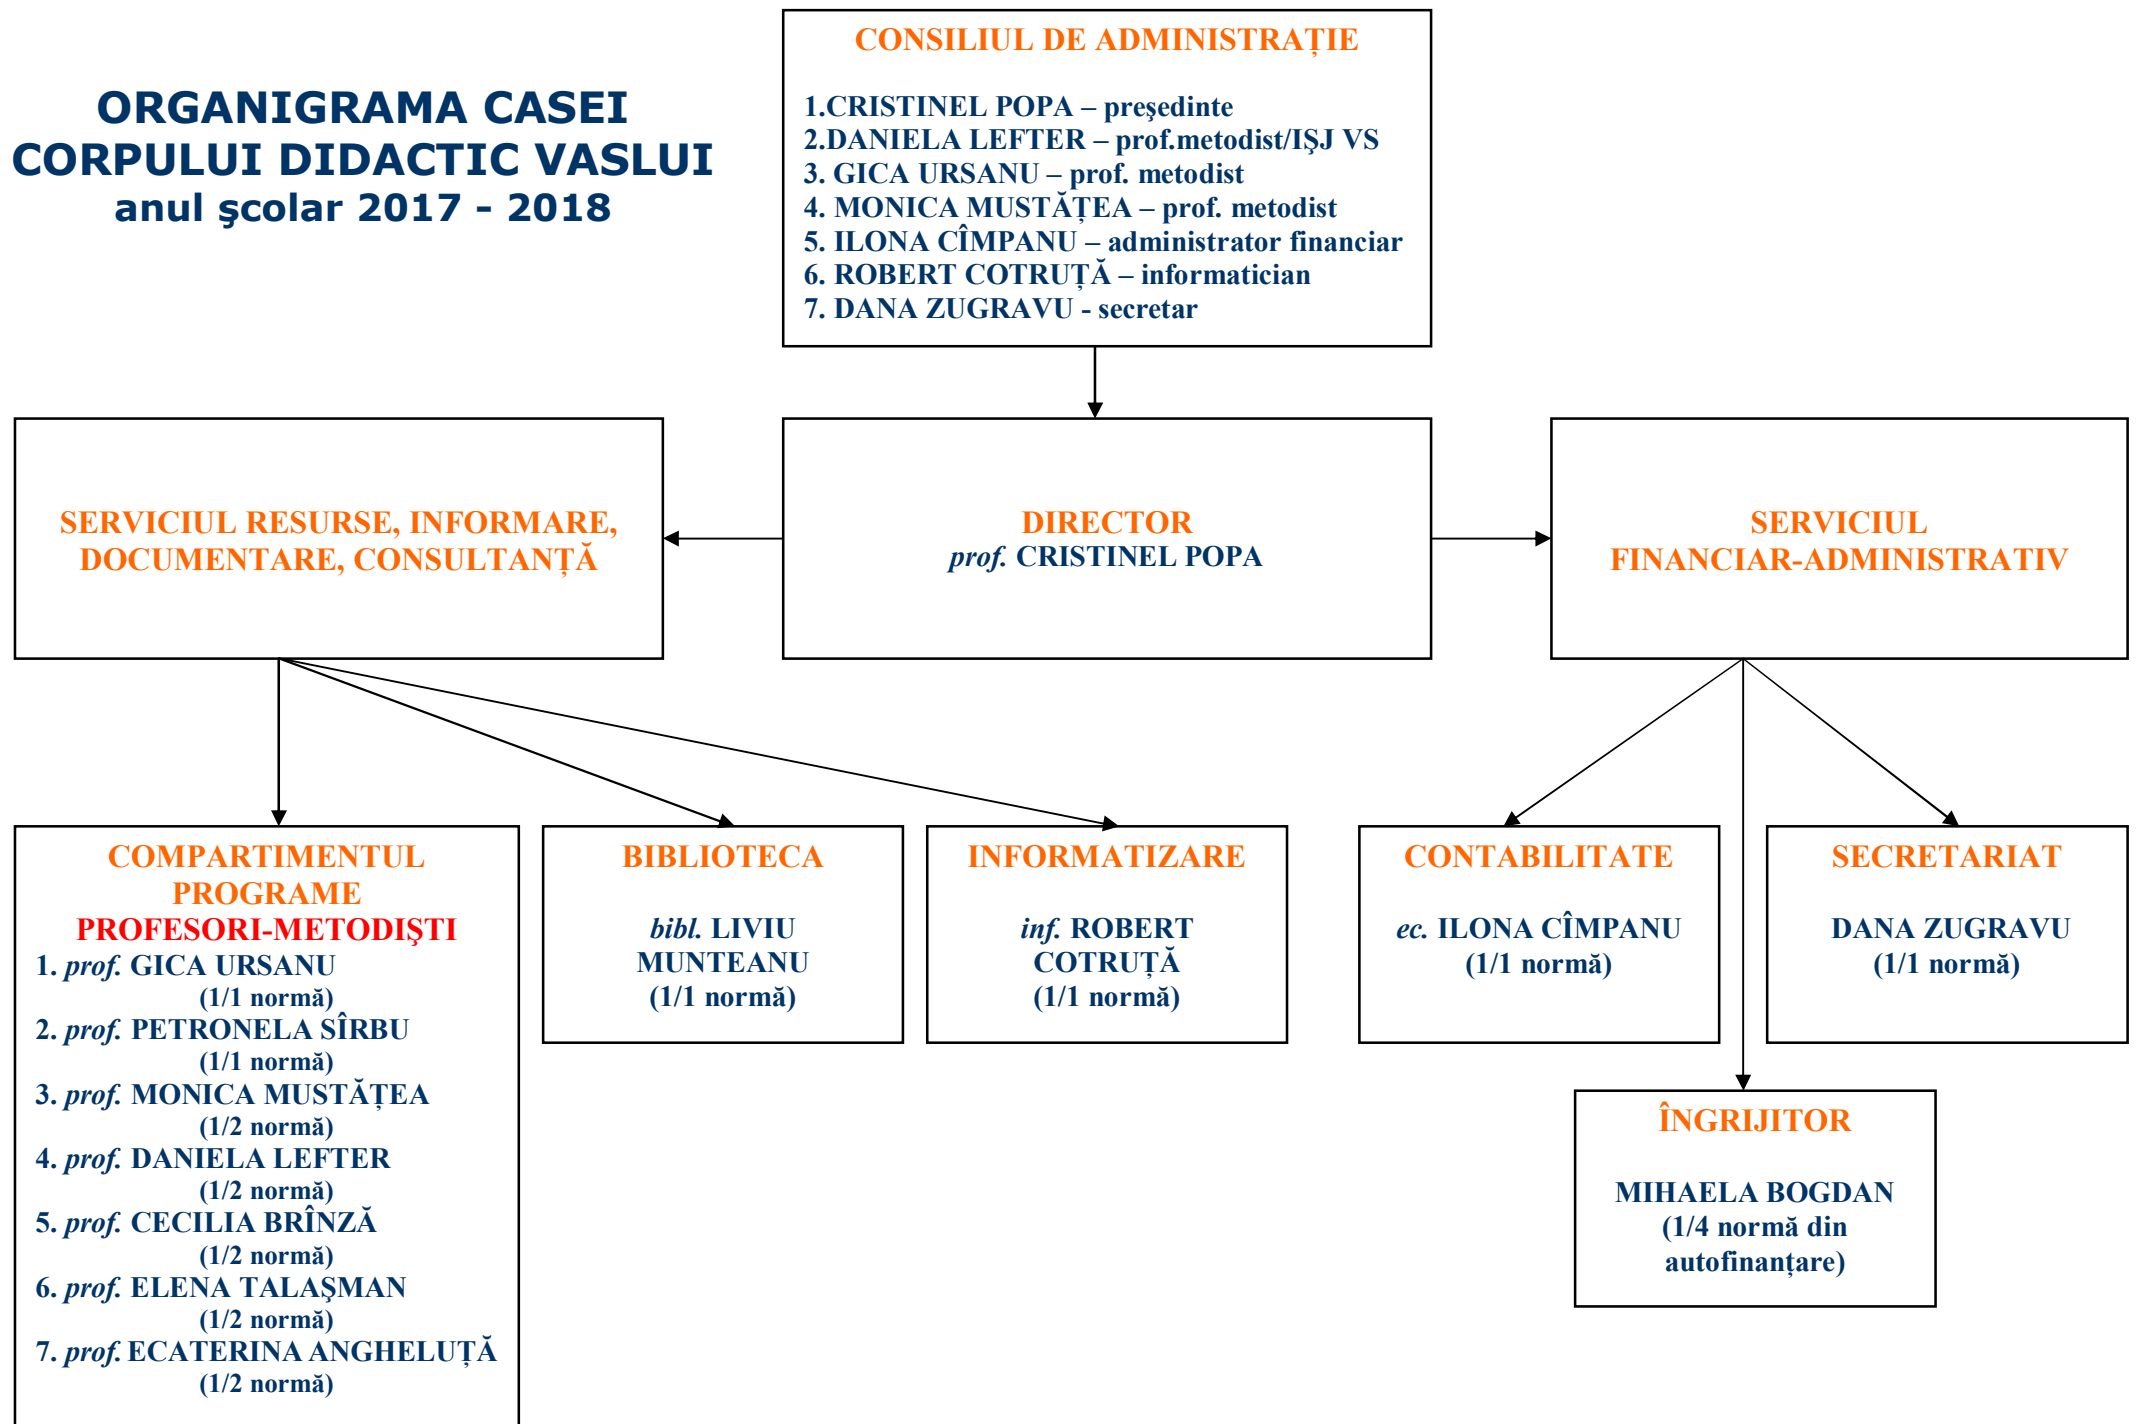 ORGANIGRAMA CASEI
CORPULUI DIDACTIC VASLUI
anul şcolar 2017 - 2018
CONSILIUL DE ADMINISTRAȚIE
1.CRISTINEL POPA – preşedinte
2.DANIELA LEFTER – prof.metodist/IŞJ VS
3. GICA URSANU – prof. metodist
4. MONICA MUSTĂȚEA – prof. metodist
5. ILONA CÎMPANU – administrator financiar
6. ROBERT COTRUȚĂ – informatician
7. DANA ZUGRAVU - secretar
SERVICIUL RESURSE, INFORMARE,
DOCUMENTARE, CONSULTANȚĂ
DIRECTOR
prof. CRISTINEL POPA
SERVICIUL
FINANCIAR-ADMINISTRATIV
COMPARTIMENTUL
PROGRAME
PROFESORI-METODIŞTI
1. prof. GICA URSANU
(1/1 normă)
2. prof. PETRONELA SÎRBU
(1/1 normă)
3. prof. MONICA MUSTĂȚEA
(1/2 normă)
4. prof. DANIELA LEFTER
(1/2 normă)
5. prof. CECILIA BRÎNZĂ
(1/2 normă)
6. prof. ELENA TALAŞMAN
(1/2 normă)
7. prof. ECATERINA ANGHELUȚĂ
(1/2 normă)
BIBLIOTECA
bibl. LIVIU
MUNTEANU
(1/1 normă)
INFORMATIZARE
inf. ROBERT
COTRUȚĂ
(1/1 normă)
CONTABILITATE
ec. ILONA CÎMPANU
(1/1 normă)
SECRETARIAT
DANA ZUGRAVU
(1/1 normă)
ÎNGRIJITOR
MIHAELA BOGDAN
(1/4 normă din
autofinanțare)